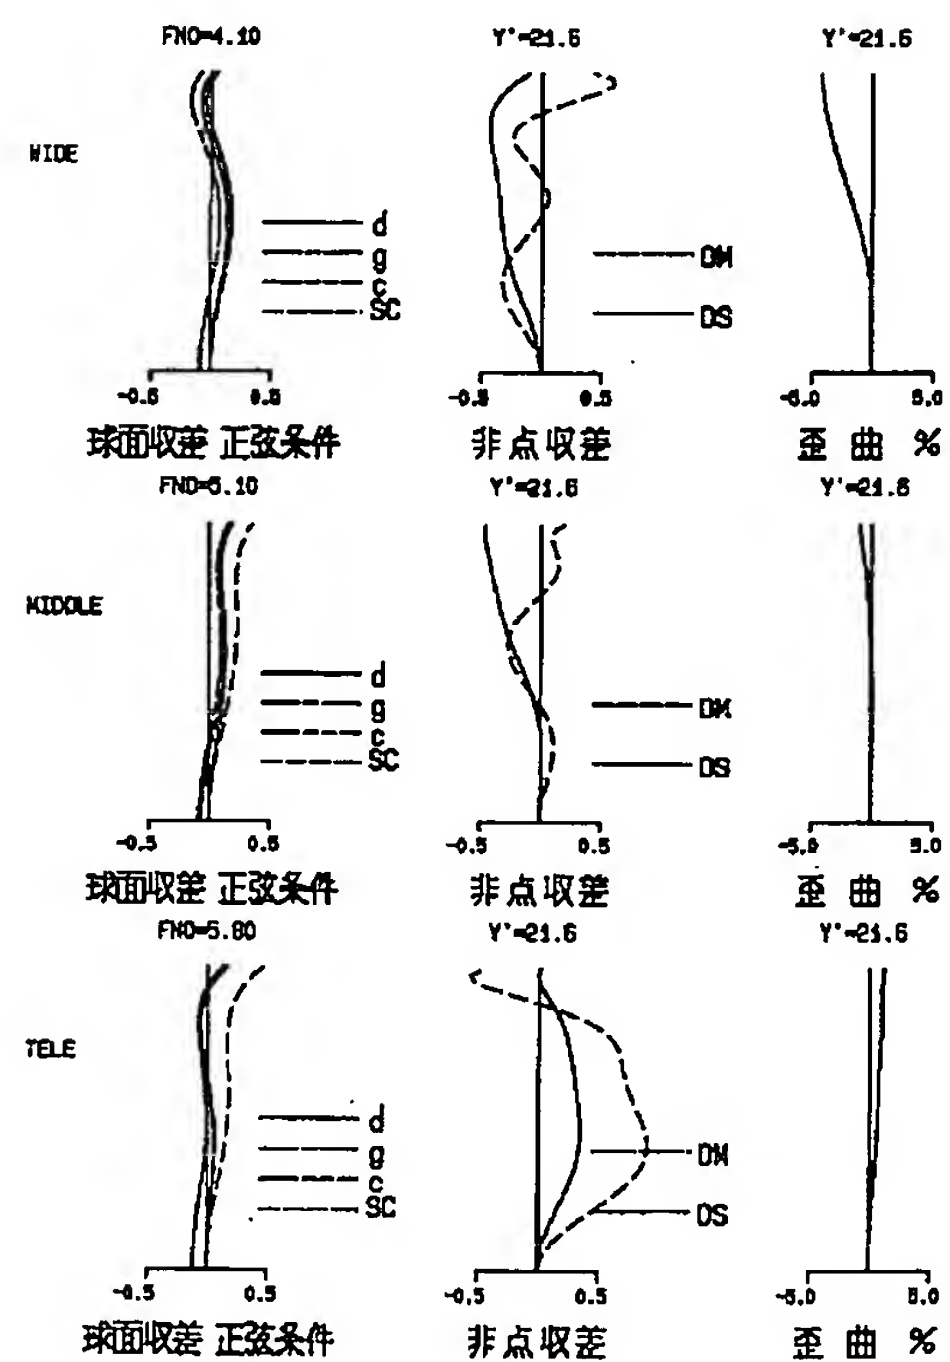 FNO=4.10 Y'=21.6 Y'=21.6
WIDE
d
g
c
SC
DM
DS
-0.5 0.5 -0.5 0.5 -5.0 5.0
球面収差 正弦条件 非点収差 歪曲 %
FNO=5.10 Y'=21.6 Y'=21.6
MIDDLE
d
g
c
SC
DM
DS
-0.5 0.5 -0.5 0.5 -5.0 5.0
球面収差 正弦条件 非点収差 歪曲 %
FNO=5.80 Y'=21.6 Y'=21.6
TELE
d
g
c
SC
DM
DS
-0.5 0.5 -0.5 0.5 -5.0 5.0
球面収差 正弦条件 非点収差 歪曲 %